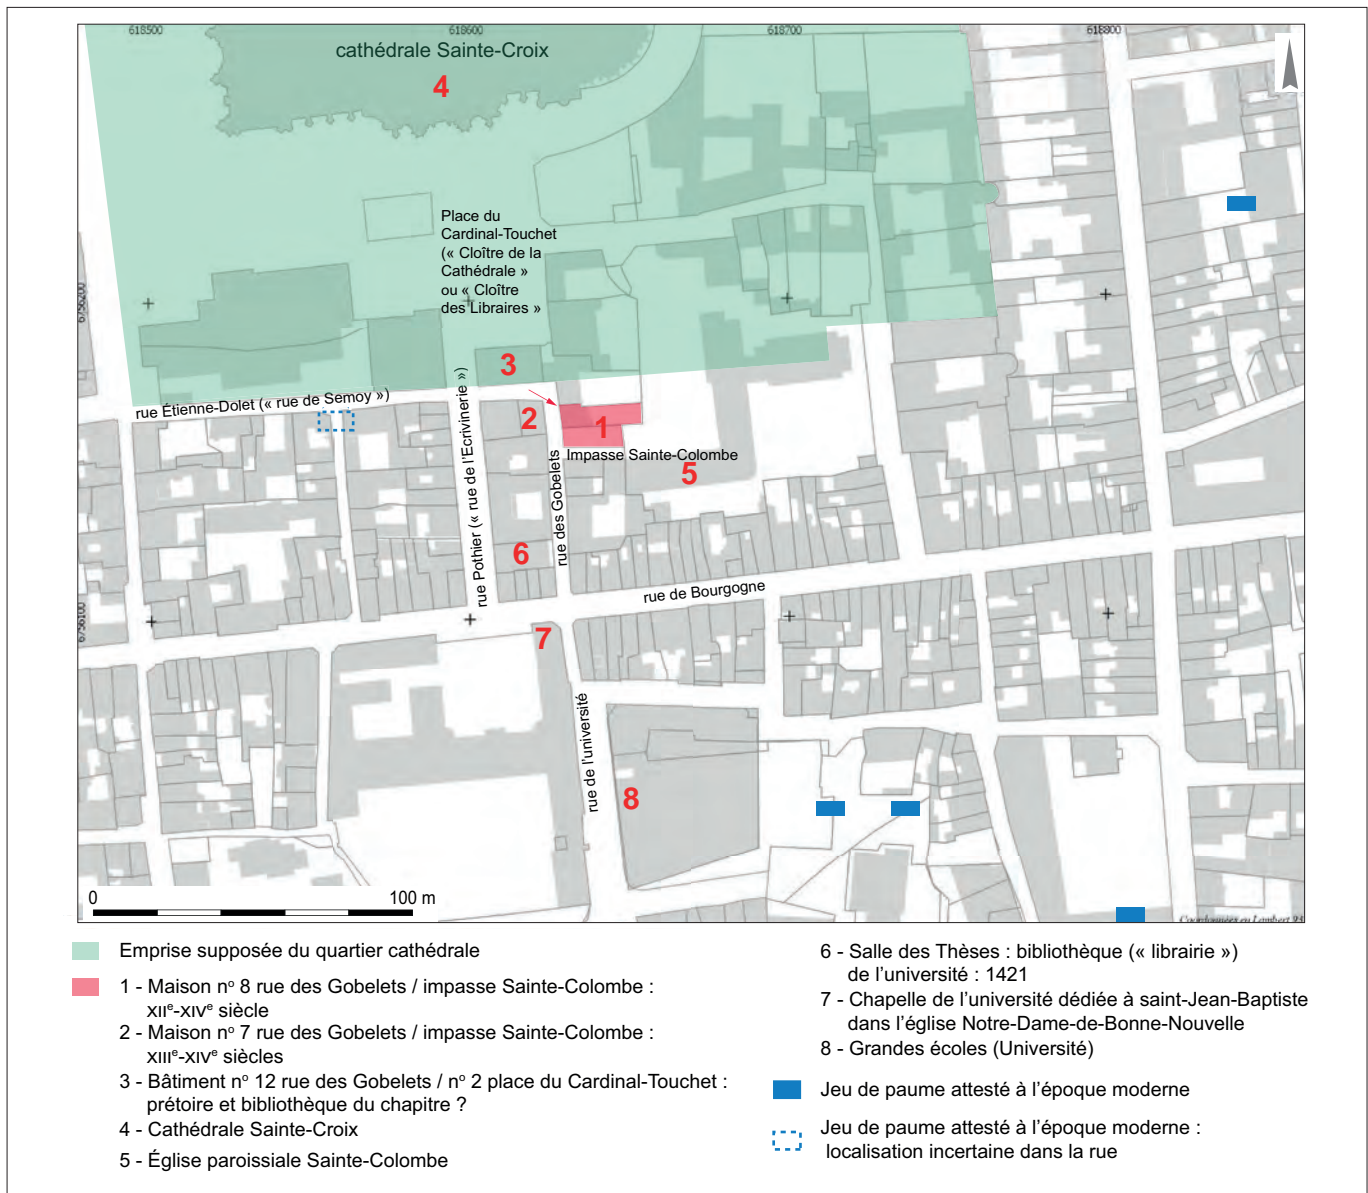 618500
618600
618700
618800
cathédrale Sainte-Croix
4
Place du
Cardinal-Touchet
(« Cloître de la
Cathédrale »
ou « Cloître
des Libraires »
6756200
3
rue Étienne-Dolet (« rue de Semoy »)
2
1
Impasse Sainte-Colombe
5
rue Pothier (« rue de l'Ecrivinerie »)
rue des Gobelets
6
rue de Bourgogne
6756100
7
rue de l'université
8
0 100 m
Coordonnées en Lambert 93
Emprise supposée du quartier cathédrale
1 - Maison nº 8 rue des Gobelets / impasse Sainte-Colombe :
XIIᵉ-XIVᵉ siècle
2 - Maison nº 7 rue des Gobelets / impasse Sainte-Colombe :
XIIIᵉ-XIVᵉ siècles
3 - Bâtiment nº 12 rue des Gobelets / nº 2 place du Cardinal-Touchet :
prétoire et bibliothèque du chapitre ?
4 - Cathédrale Sainte-Croix
5 - Église paroissiale Sainte-Colombe
6 - Salle des Thèses : bibliothèque (« librairie »)
de l'université : 1421
7 - Chapelle de l'université dédiée à saint-Jean-Baptiste
dans l'église Notre-Dame-de-Bonne-Nouvelle
8 - Grandes écoles (Université)
Jeu de paume attesté à l'époque moderne
Jeu de paume attesté à l'époque moderne :
localisation incertaine dans la rue